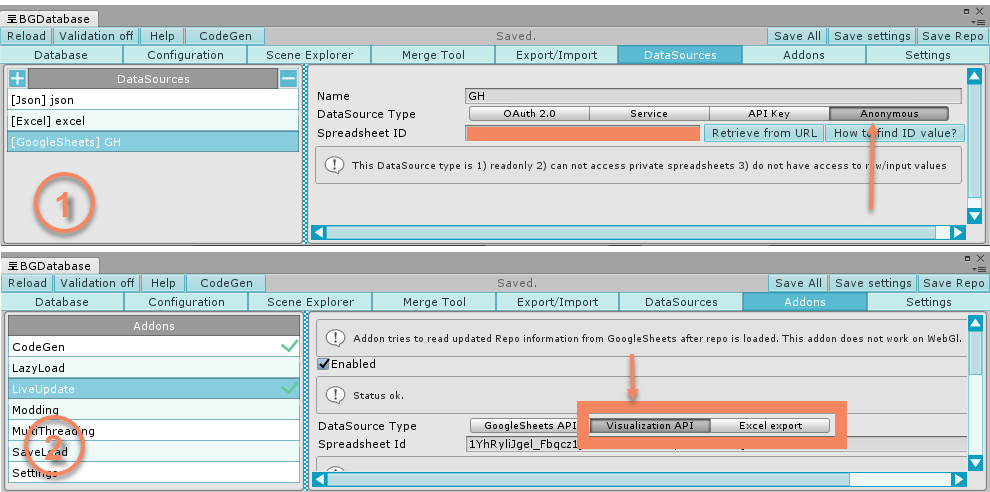 BGDatabase
Reload Validation off Help CodeGen Saved. Save All Save settings Save Repo
Database Configuration Scene Explorer Merge Tool Export/Import DataSources Addons Settings
DataSources
[Json] json
[Excel] excel
[GoogleSheets] GH
1
Name GH
DataSource Type OAuth 2.0 Service API Key Anonymous
Spreadsheet ID Retrieve from URL How to find ID value?
This DataSource type is 1) readonly 2) can not access private spreadsheets 3) do not have access to raw/input values
BGDatabase
Reload Validation off Help CodeGen Saved. Save All Save settings Save Repo
Database Configuration Scene Explorer Merge Tool Export/Import DataSources Addons Settings
Addons
CodeGen
LazyLoad
LiveUpdate
Modding
MultiThreading
SaveLoad
Settings
2
Addon tries to read updated Repo information from GoogleSheets after repo is loaded. This addon does not work on WebGl.
Enabled
Status ok.
DataSource Type GoogleSheets API Visualization API Excel export
Spreadsheet Id